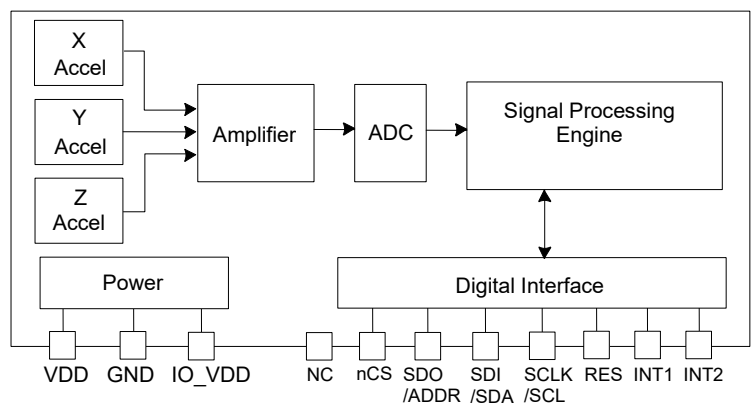 X
Accel
Y
Accel
Z
Accel
Amplifier
ADC
Signal Processing
Engine
Power
Digital Interface
VDD
GND
IO_VDD
NC
nCS
SDO
/ADDR
SDI
/SDA
SCLK
/SCL
RES
INT1
INT2